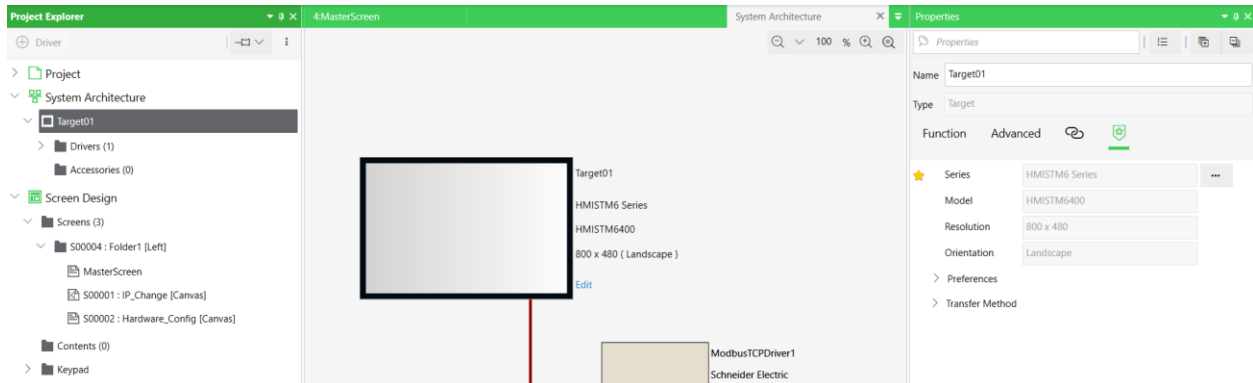 Project Explorer
Driver
Project
System Architecture
Target01
Drivers (1)
Accessories (0)
Screen Design
Screens (3)
S00004 : Folder1 [Left]
MasterScreen
S00001 : IP_Change [Canvas]
S00002 : Hardware_Config [Canvas]
Contents (0)
Keypad
4:MasterScreen
System Architecture
100 %
Target01
HMISTM6 Series
HMISTM6400
800 x 480 ( Landscape )
Edit
ModbusTCPDriver1
Schneider Electric
Properties
Properties
Name Target01
Type Target
Function Advanced
Series HMISTM6 Series
Model HMISTM6400
Resolution 800 x 480
Orientation Landscape
Preferences
Transfer Method